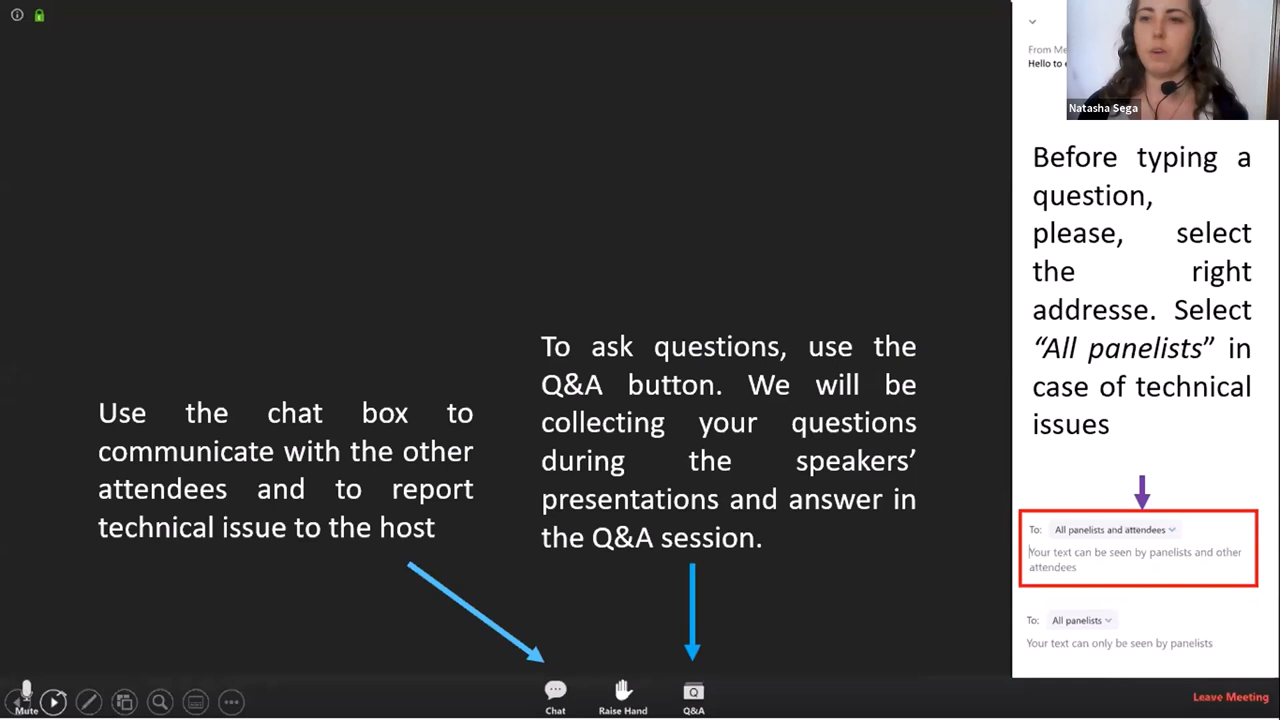 Use the chat box to
communicate with the other
attendees and to report
technical issue to the host
To ask questions, use the
Q&A button. We will be
collecting your questions
during the speakers’
presentations and answer in
the Q&A session.
From Me
Hello to
Natasha Sega
Before typing a
question,
please, select
the right
addresse. Select
“All panelists” in
case of technical
issues
To: All panelists and attendees
Your text can be seen by panelists and other
attendees
To: All panelists
Your text can only be seen by panelists
Mute
Chat
Raise Hand
Q
Q&A
Leave Meeting